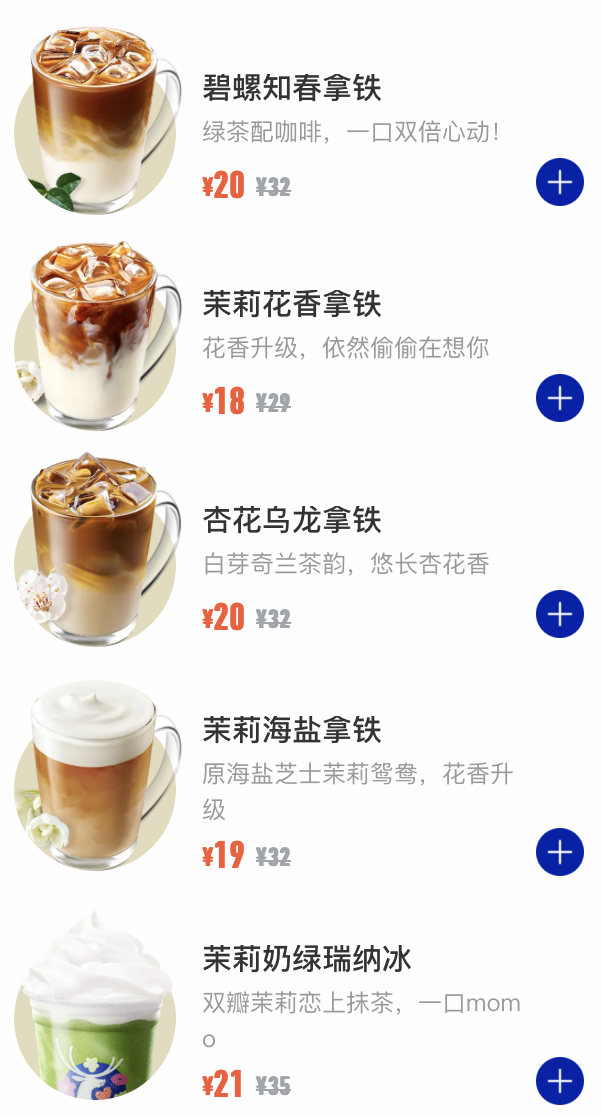 碧螺知春拿铁
绿茶配咖啡，一口双倍心动！
¥20 ¥32
茉莉花香拿铁
花香升级，依然偷偷在想你
¥18 ¥29
杏花乌龙拿铁
白芽奇兰茶韵，悠长杏花香
¥20 ¥32
茉莉海盐拿铁
原海盐芝士茉莉鸳鸯，花香升
级
¥19 ¥32
茉莉奶绿瑞纳冰
双瓣茉莉恋上抹茶，一口mom
o
¥21 ¥35